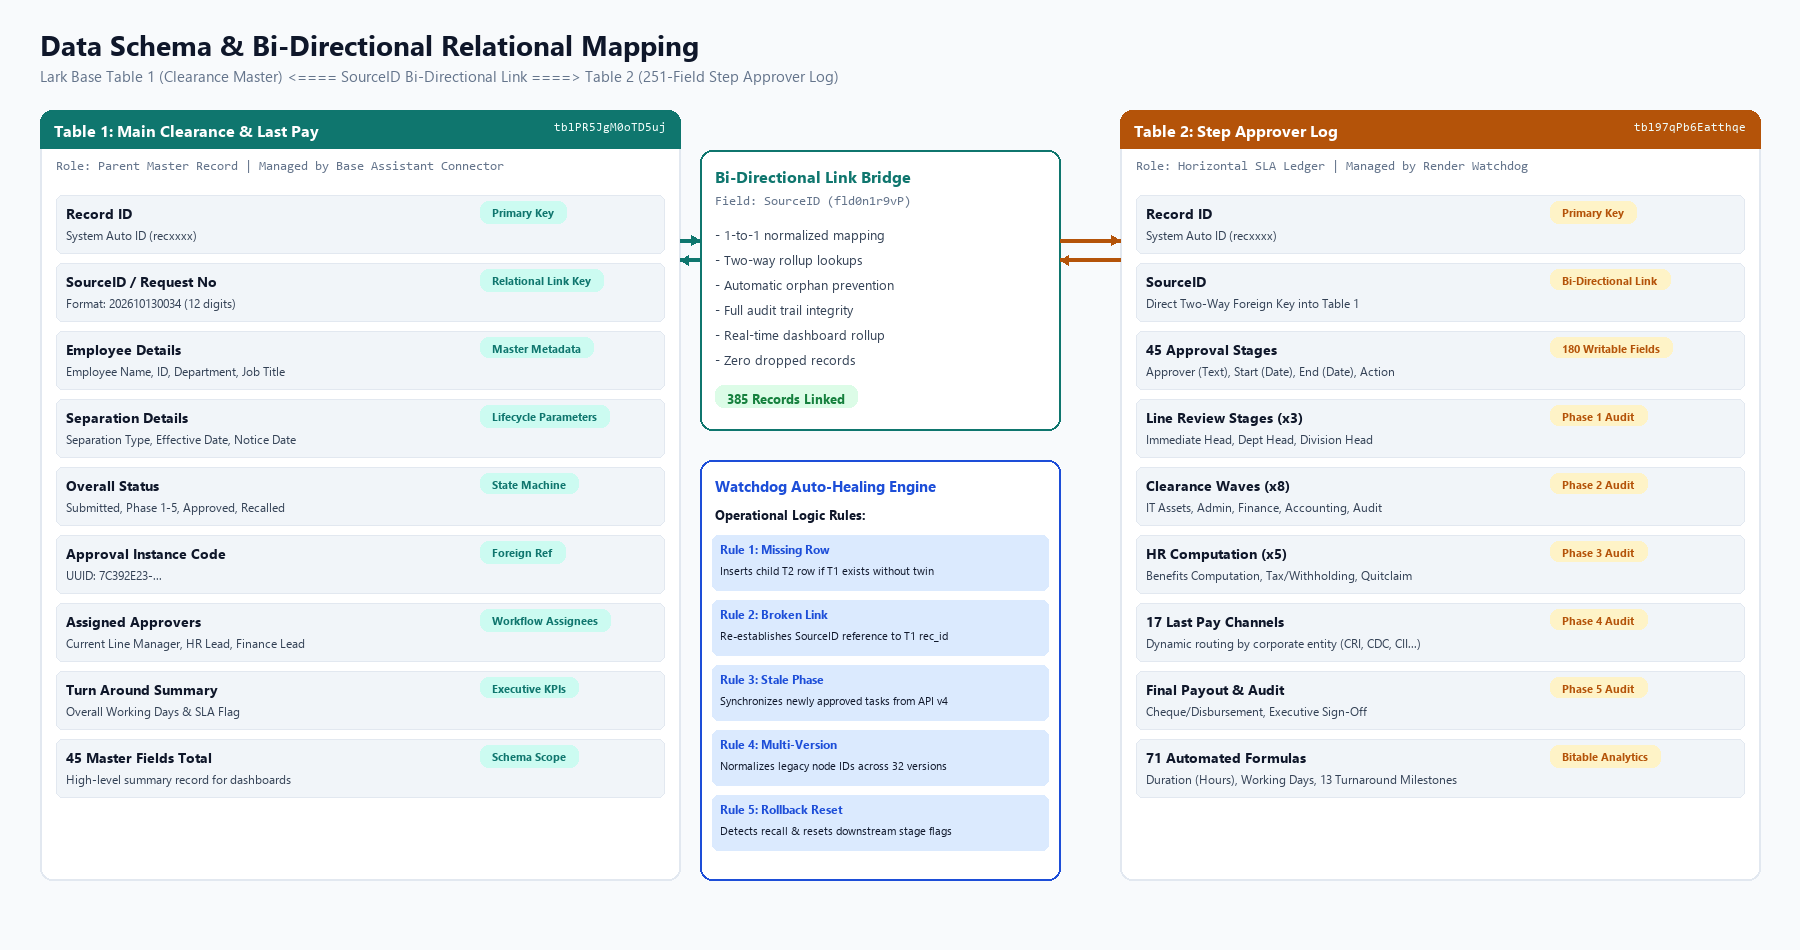 Data Schema & Bi-Directional Relational Mapping
Lark Base Table 1 (Clearance Master) <==== SourceID Bi-Directional Link ====> Table 2 (251-Field Step Approver Log)
Table 1: Main Clearance & Last Pay
tblPR5JgM0oTD5uj
Role: Parent Master Record | Managed by Base Assistant Connector
Record ID
Primary Key
System Auto ID (recxxxx)
SourceID / Request No
Relational Link Key
Format: 202610130034 (12 digits)
Employee Details
Master Metadata
Employee Name, ID, Department, Job Title
Separation Details
Lifecycle Parameters
Separation Type, Effective Date, Notice Date
Overall Status
State Machine
Submitted, Phase 1-5, Approved, Recalled
Approval Instance Code
Foreign Ref
UUID: 7C392E23-...
Assigned Approvers
Workflow Assignees
Current Line Manager, HR Lead, Finance Lead
Turn Around Summary
Executive KPIs
Overall Working Days & SLA Flag
45 Master Fields Total
Schema Scope
High-level summary record for dashboards
Bi-Directional Link Bridge
Field: SourceID (fld0n1r9vP)
- 1-to-1 normalized mapping
- Two-way rollup lookups
- Automatic orphan prevention
- Full audit trail integrity
- Real-time dashboard rollup
- Zero dropped records
385 Records Linked
Watchdog Auto-Healing Engine
Operational Logic Rules:
Rule 1: Missing Row
Inserts child T2 row if T1 exists without twin
Rule 2: Broken Link
Re-establishes SourceID reference to T1 rec_id
Rule 3: Stale Phase
Synchronizes newly approved tasks from API v4
Rule 4: Multi-Version
Normalizes legacy node IDs across 32 versions
Rule 5: Rollback Reset
Detects recall & resets downstream stage flags
Table 2: Step Approver Log
tbl97qPb6Eatthqe
Role: Horizontal SLA Ledger | Managed by Render Watchdog
Record ID
Primary Key
System Auto ID (recxxxx)
SourceID
Bi-Directional Link
Direct Two-Way Foreign Key into Table 1
45 Approval Stages
180 Writable Fields
Approver (Text), Start (Date), End (Date), Action
Line Review Stages (x3)
Phase 1 Audit
Immediate Head, Dept Head, Division Head
Clearance Waves (x8)
Phase 2 Audit
IT Assets, Admin, Finance, Accounting, Audit
HR Computation (x5)
Phase 3 Audit
Benefits Computation, Tax/Withholding, Quitclaim
17 Last Pay Channels
Phase 4 Audit
Dynamic routing by corporate entity (CRI, CDC, CII...)
Final Payout & Audit
Phase 5 Audit
Cheque/Disbursement, Executive Sign-Off
71 Automated Formulas
Bitable Analytics
Duration (Hours), Working Days, 13 Turnaround Milestones